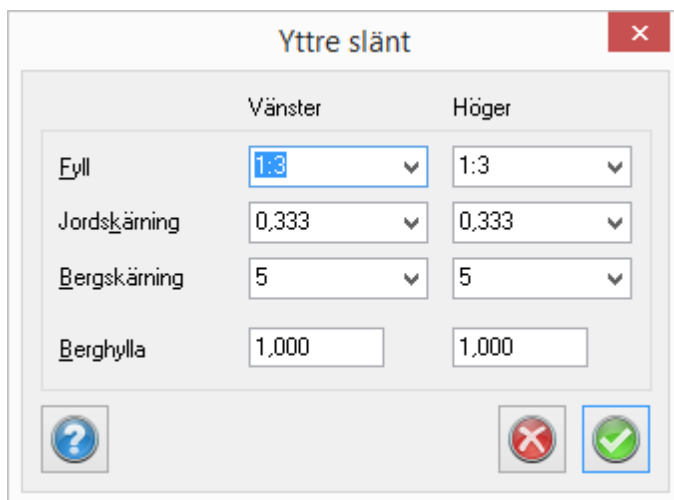 Yttre slänt
Vänster Höger
Fyll 1:3 1:3
Jordskärning 0,333 0,333
Bergskärning 5 5
Berghylla 1,000 1,000